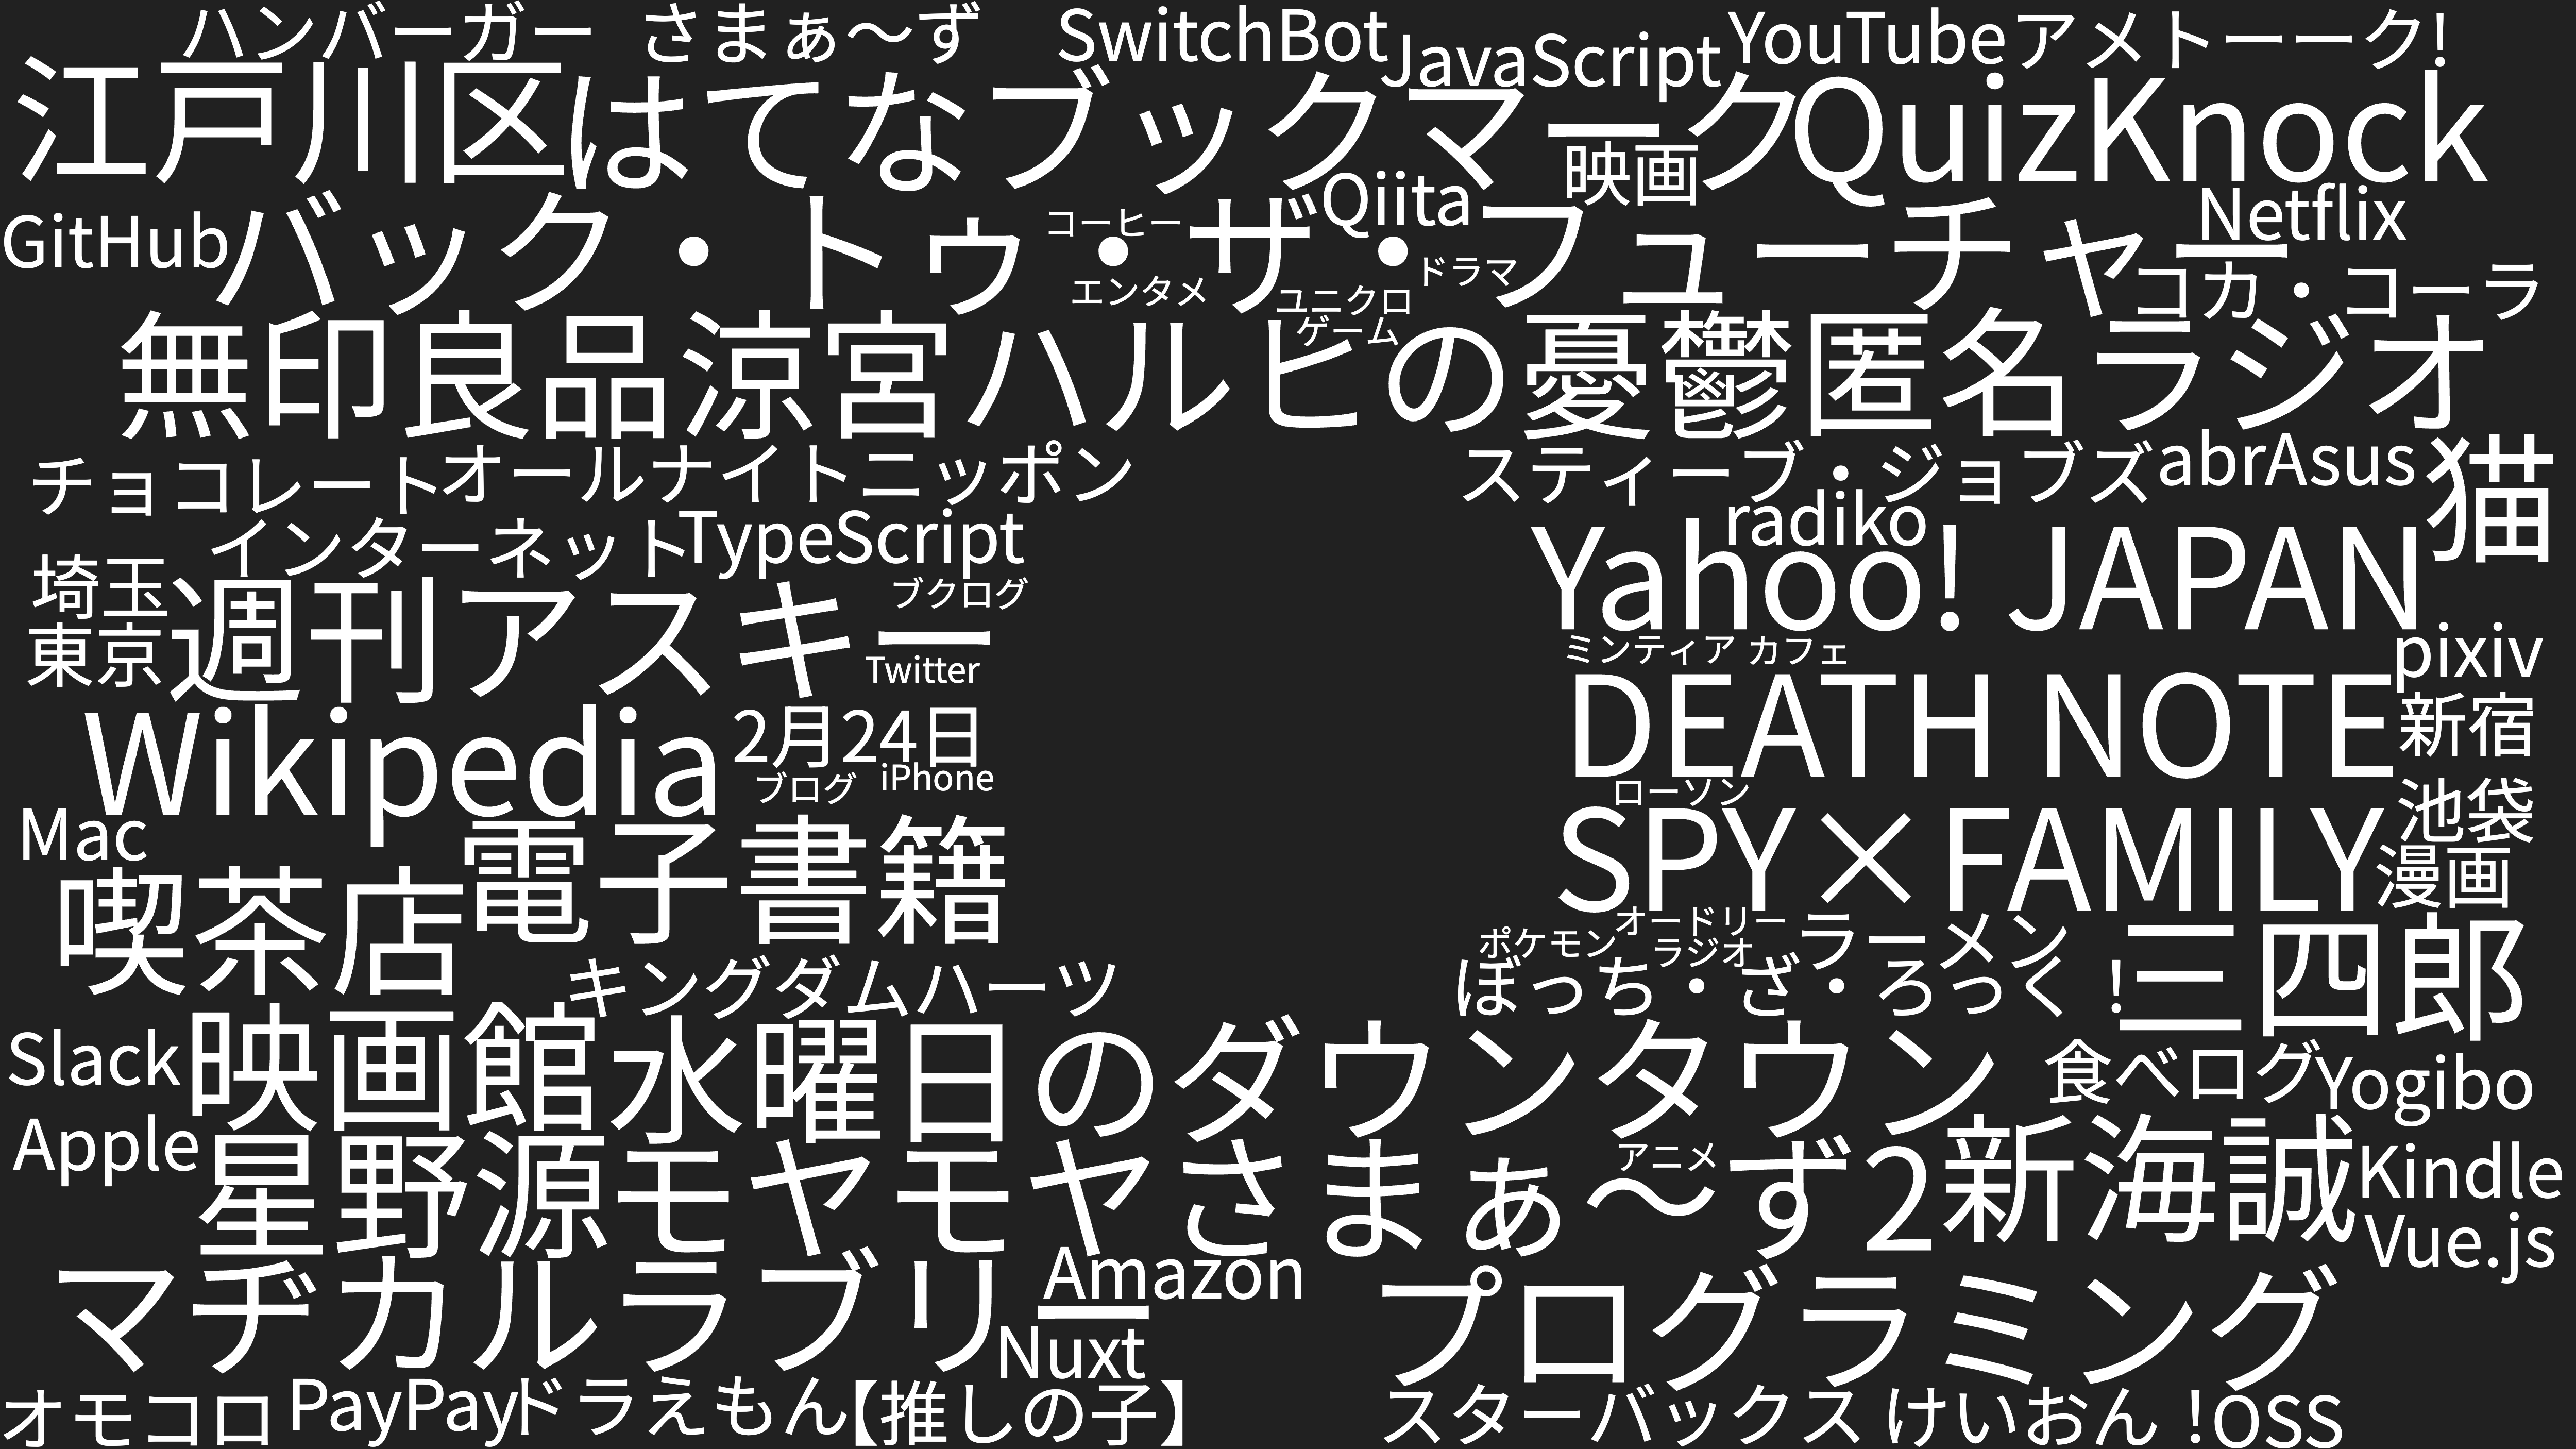 ハンバーガー さまぁ～ず SwitchBot JavaScript YouTube アメトーーク!
江戸川区 はてなブックマーク QuizKnock
映画
GitHub バック・トゥ・ザ・フューチャー Qiita Netflix
コーヒー
ドラマ
エンタメ
ユニクロ
コカ・コーラ
ゲーム
無印良品 涼宮ハルヒの憂鬱 匿名ラジオ
チョコレート オールナイトニッポン スティーブ・ジョブズ abrAsus 猫
radiko
インターネット TypeScript Yahoo! JAPAN
埼玉
ブクログ
東京 週刊アスキー
Twitter
ミンティア カフェ
pixiv
Wikipedia 2月24日 DEATH NOTE 新宿
ブログ iPhone
ローソン
Mac
電子書籍 SPY×FAMILY 池袋
漫画
喫茶店
オードリー
ポケモン ラジオ ラーメン
キングダムハーツ ぼっち・ざ・ろっく！ 三四郎
Slack 映画館 水曜日のダウンタウン 食べログ Yogibo
Apple 星野源 モヤモヤさまぁ～ず2 新海誠 Kindle
アニメ
Vue.js
マヂカルラブリー Amazon プログラミング
Nuxt
オモコロ PayPay ドラえもん 【推しの子】 スターバックス けいおん！ OSS